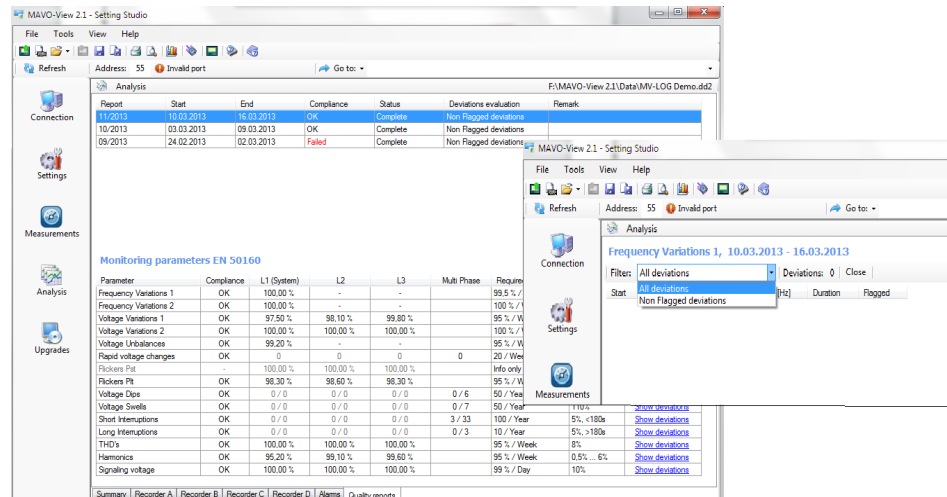 MAVO-View 2.1 - Setting Studio
File Tools View Help
Refresh Address: 55 Invalid port Go to:
Analysis F:\MAVO-View 2.1\Data\MV-LOG Demo.dd2
Connection
Settings
Measurements
Analysis
Upgrades
Report Start End Compliance Status Deviations evaluation Remark
11/2013 10.03.2013 16.03.2013 OK Complete Non Flagged deviations
10/2013 03.03.2013 09.03.2013 OK Complete Non Flagged deviations
09/2013 24.02.2013 02.03.2013 Failed Complete Non Flagged deviations
Monitoring parameters EN 50160
Parameter Compliance L1 (System) L2 L3 Multi Phase Require
Frequency Variations 1 OK 100,00 % - - 99,5 % /
Frequency Variations 2 OK 100,00 % - - 100 % /
Voltage Variations 1 OK 97,50 % 98,10 % 99,80 % 95 % / W
Voltage Variations 2 OK 100,00 % 100,00 % 100,00 % 100 % /
Voltage Unbalances OK 99,20 % - - 95 % / W
Rapid voltage changes OK 0 0 0 0 20 / Wee
Flickers Pst - 100,00 % 100,00 % 100,00 % Info only
Flickers Plt OK 98,30 % 98,60 % 98,30 % 95 % / W
Voltage Dips OK 0 / 0 0 / 0 0 / 0 0 / 6 50 / Year
Voltage Swells OK 0 / 0 0 / 0 0 / 0 0 / 7 50 / Year 110% Show deviations
Short Interruptions OK 0 / 0 0 / 0 0 / 0 3 / 33 100 / Year 5%, <180s Show deviations
Long Interruptions OK 0 / 0 0 / 0 0 / 0 0 / 3 10 / Year 5%, >180s Show deviations
THD's OK 100,00 % 100,00 % 100,00 % 95 % / Week 8% Show deviations
Harmonics OK 95,20 % 99,10 % 99,60 % 95 % / Week 0,5% ... 6% Show deviations
Signaling voltage OK 100,00 % 100,00 % 100,00 % 99 % / Day 10% Show deviations
Summary Recorder A Recorder B Recorder C Recorder D Alarms Quality reports
MAVO-View 2.1 - Setting Studio
File Tools View Help
Refresh Address: 55 Invalid port Go to:
Analysis
Connection
Settings
Measurements
Frequency Variations 1, 10.03.2013 - 16.03.2013
Filter: All deviations Deviations: 0 Close
All deviations
Non Flagged deviations
Start [Hz] Duration Flagged